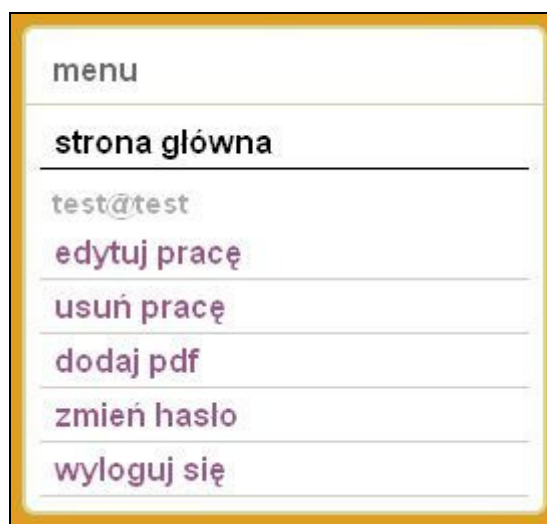 menu
strona główna
test@test
edytuj pracę
usuń pracę
dodaj pdf
zmień hasło
wyloguj się